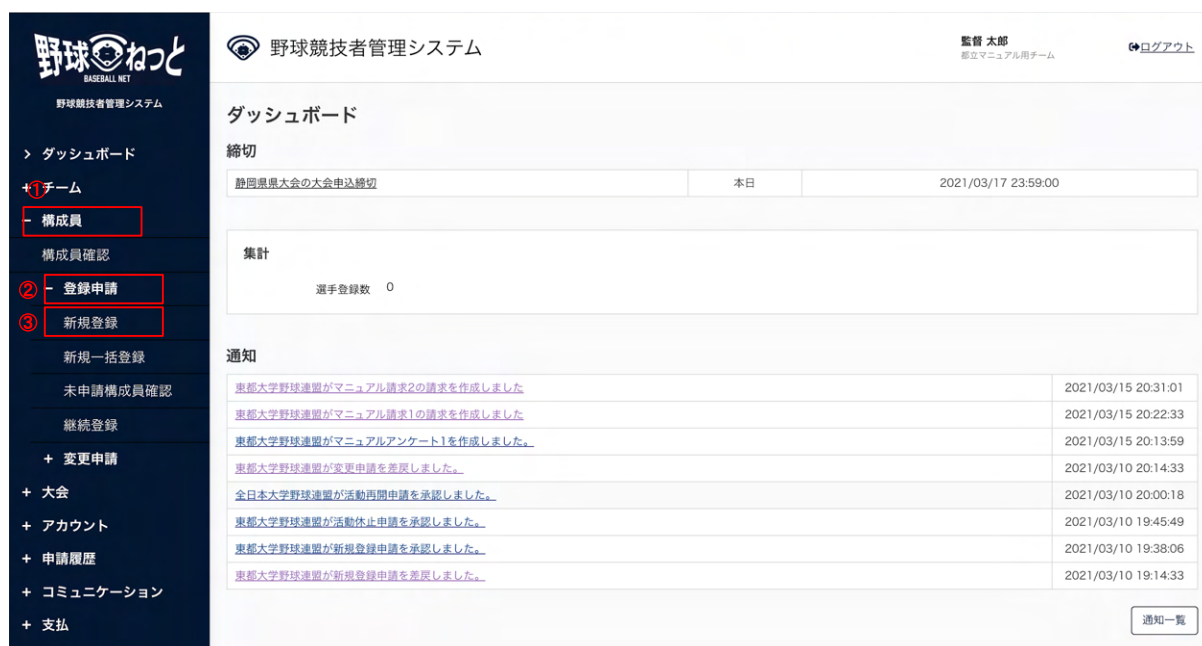 野球ねっと
BASEBALL NET
野球競技者管理システム
> ダッシュボード
+ チーム
①
− 構成員
構成員確認
② − 登録申請
③ 新規登録
新規一括登録
未申請構成員確認
継続登録
+ 変更申請
+ 大会
+ アカウント
+ 申請履歴
+ コミュニケーション
+ 支払
野球競技者管理システム
監督 太郎
都立マニュアル用チーム
ログアウト
ダッシュボード
締切
静岡県県大会の大会申込締切 本日 2021/03/17 23:59:00
集計
選手登録数 0
通知
東都大学野球連盟がマニュアル請求2の請求を作成しました 2021/03/15 20:31:01
東都大学野球連盟がマニュアル請求1の請求を作成しました 2021/03/15 20:22:33
東都大学野球連盟がマニュアルアンケート1を作成しました。 2021/03/15 20:13:59
東都大学野球連盟が変更申請を差戻しました。 2021/03/10 20:14:33
全日本大学野球連盟が活動再開申請を承認しました。 2021/03/10 20:00:18
東都大学野球連盟が活動休止申請を承認しました。 2021/03/10 19:45:49
東都大学野球連盟が新規登録申請を承認しました。 2021/03/10 19:38:06
東都大学野球連盟が新規登録申請を差戻しました。 2021/03/10 19:14:33
通知一覧